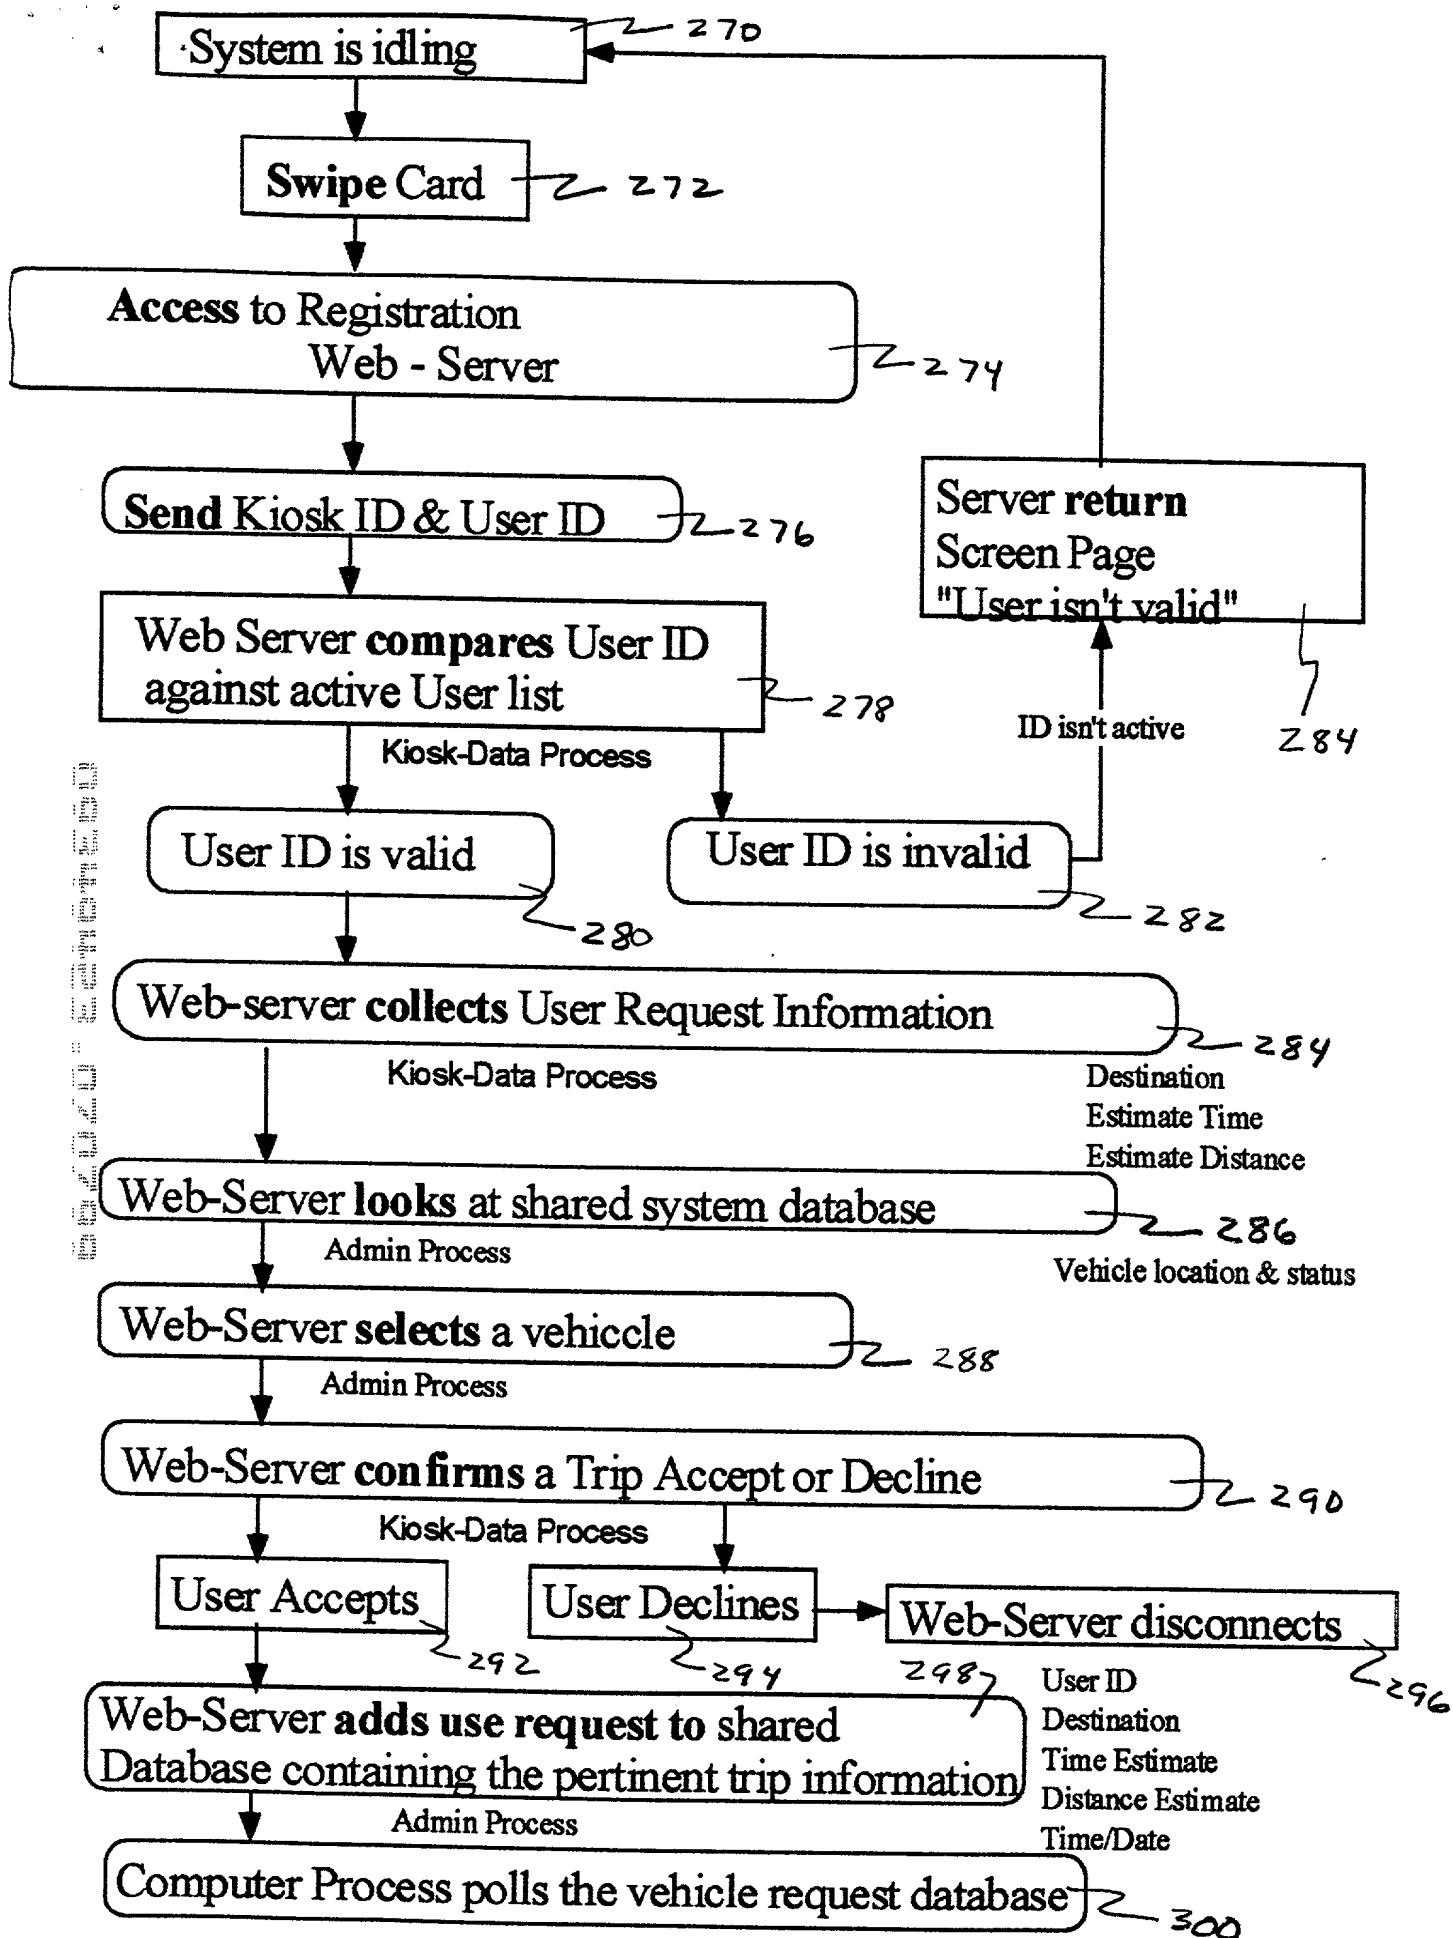 System is idling
270
Swipe Card
272
Access to Registration
Web - Server
274
Send Kiosk ID & User ID
276
Server return
Screen Page
"User isn't valid"
284
Web Server compares User ID
against active User list
278
ID isn't active
Kiosk-Data Process
User ID is valid
280
User ID is invalid
282
Web-server collects User Request Information
284
Kiosk-Data Process
Destination
Estimate Time
Estimate Distance
Web-Server looks at shared system database
286
Admin Process
Vehicle location & status
Web-Server selects a vehiccle
288
Admin Process
Web-Server confirms a Trip Accept or Decline
290
Kiosk-Data Process
User Accepts
292
User Declines
294
Web-Server disconnects
296
298
Web-Server adds use request to shared
Database containing the pertinent trip information
User ID
Destination
Time Estimate
Distance Estimate
Time/Date
Admin Process
Computer Process polls the vehicle request database
300